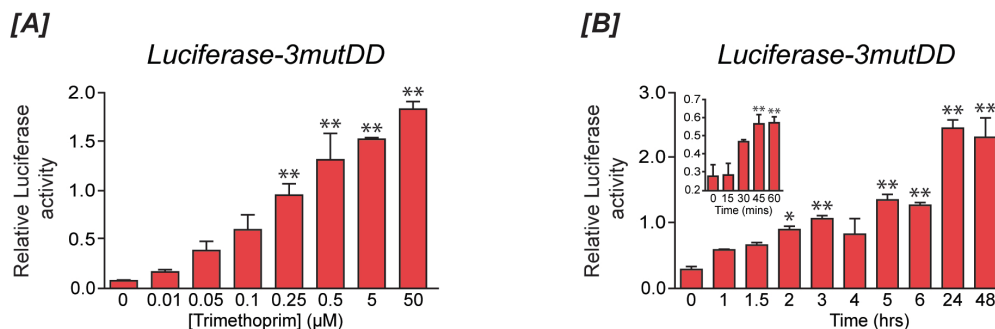 [A]
Luciferase-3mutDD
Relative Luciferase
activity
2.0
1.5
1.0
0.5
0.0
** ** ** **
0 0.01 0.05 0.1 0.25 0.5 5 50
[Trimethoprim] (µM)
[B]
Luciferase-3mutDD
Relative Luciferase
activity
3.0
2.0
1.0
0.0
0.7
0.6
0.5
0.4
0.3
0.2
** **
0 15 30 45 60
Time (mins)
* ** ** ** ** **
0 1 1.5 2 3 4 5 6 24 48
Time (hrs)